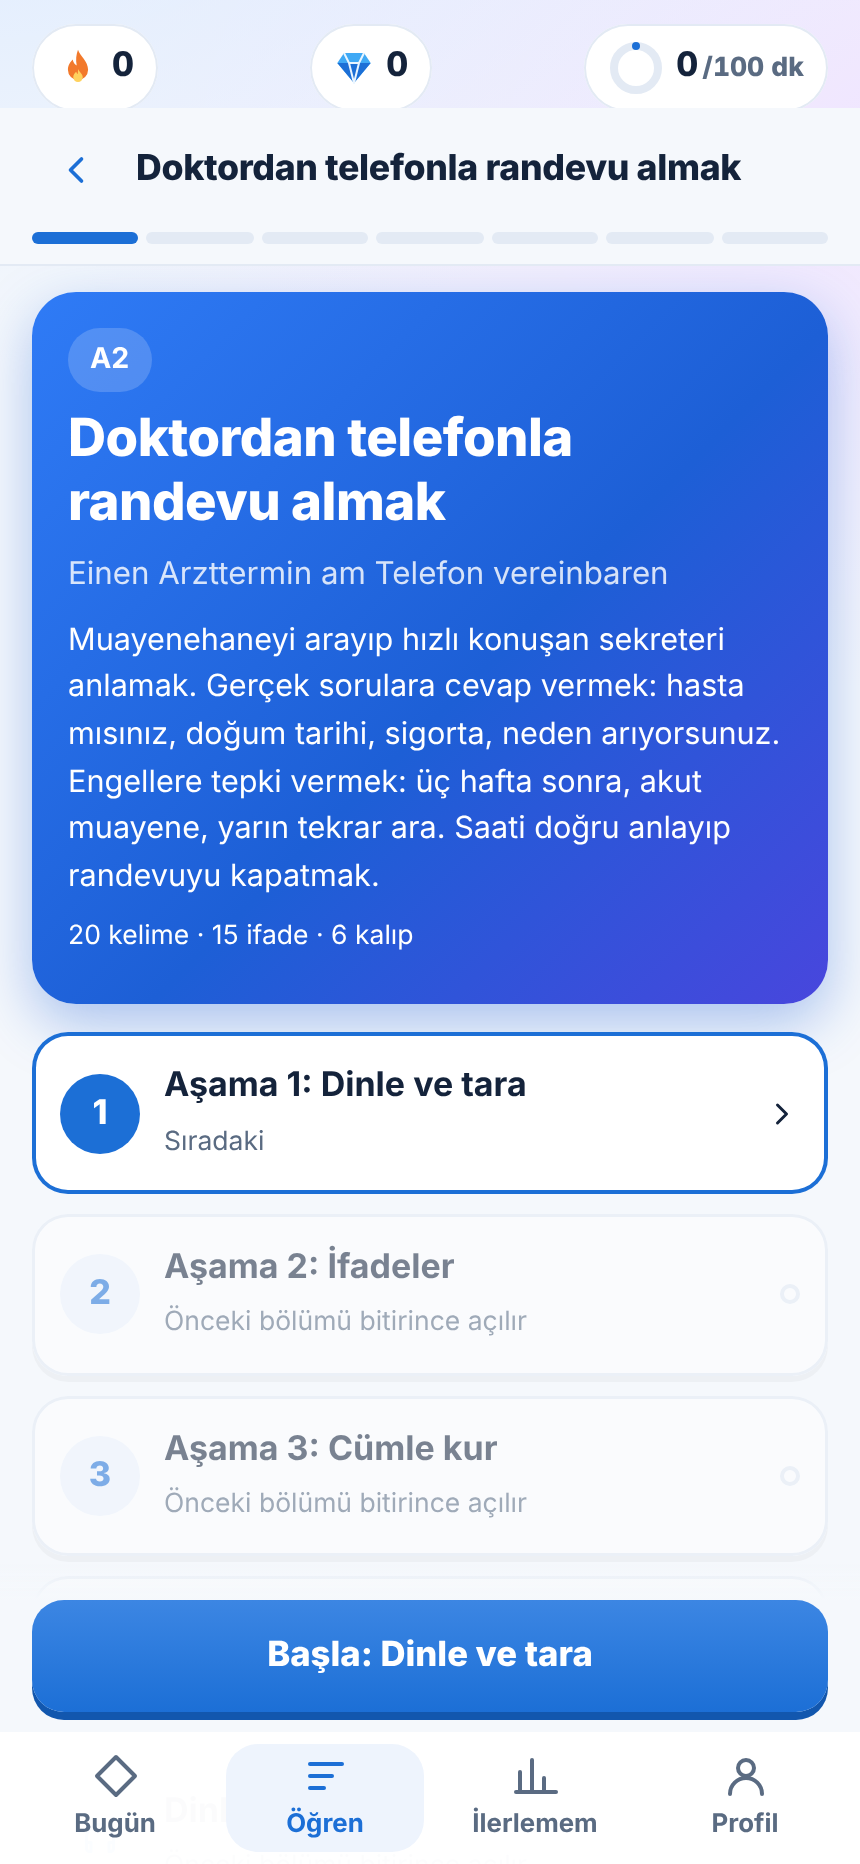 0
0
0/100 dk
Doktordan telefonla randevu almak
A2
Doktordan telefonla
randevu almak
Einen Arzttermin am Telefon vereinbaren
Muayenehaneyi arayıp hızlı konuşan sekreteri
anlamak. Gerçek sorulara cevap vermek: hasta
mısınız, doğum tarihi, sigorta, neden arıyorsunuz.
Engellere tepki vermek: üç hafta sonra, akut
muayene, yarın tekrar ara. Saati doğru anlayıp
randevuyu kapatmak.
20 kelime · 15 ifade · 6 kalıp
1
Aşama 1: Dinle ve tara
Sıradaki
2
Aşama 2: İfadeler
Önceki bölümü bitirince açılır
3
Aşama 3: Cümle kur
Önceki bölümü bitirince açılır
Başla: Dinle ve tara
Bugün
Öğren
İlerlemem
Profil